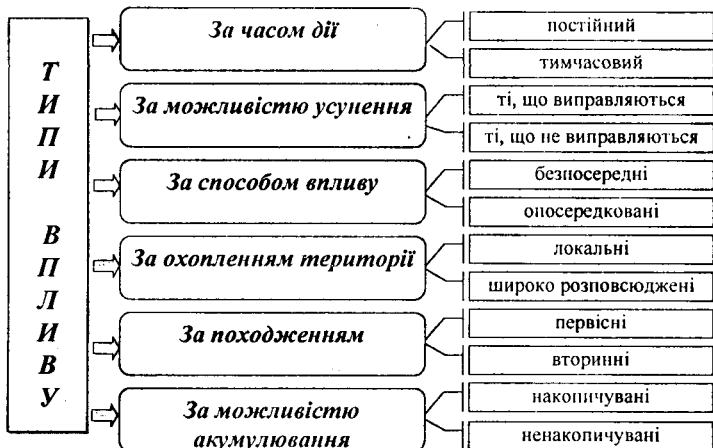 ТИПИ ВПЛИВУ
За часом дії
постійний
тимчасовий
За можливістю усунення
ті, що виправляються
ті, що не виправляються
За способом впливу
безпосередні
опосередковані
За охопленням території
локальні
широко розповсюджені
За походженням
первісні
вторинні
За можливістю
акумулювання
накопичувані
ненакопичувані